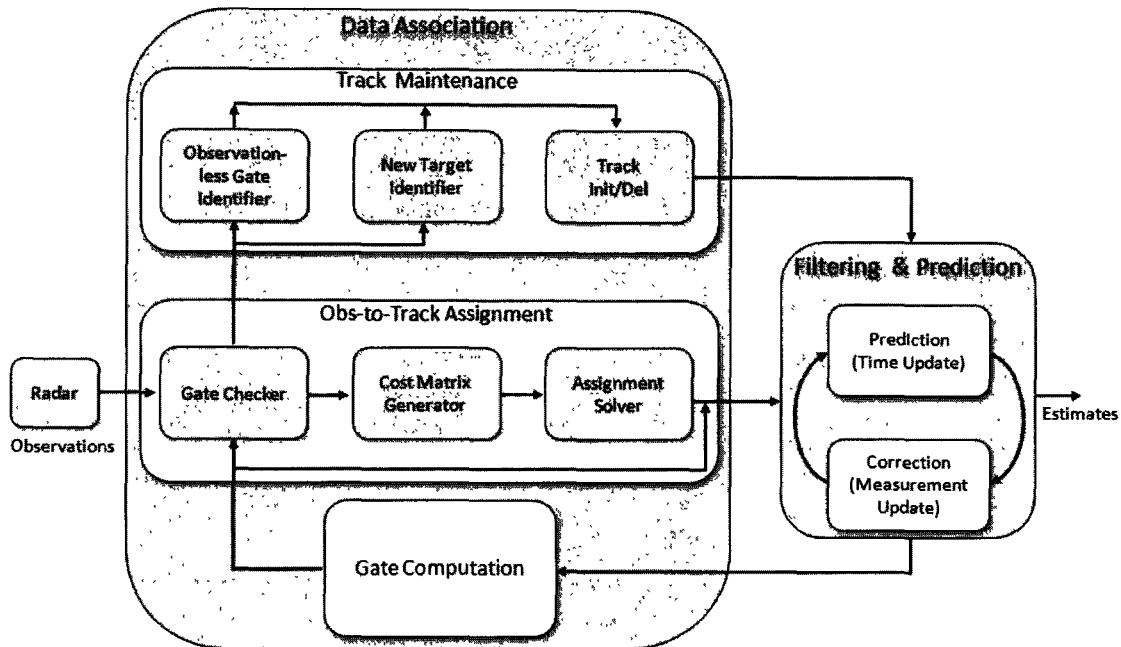 Data Association
Track Maintenance
Observation-
less Gate
Identifier
New Target
Identifier
Track
Init/Del
Filtering & Prediction
Prediction
(Time Update)
Correction
(Measurement
Update)
Estimates
Obs-to-Track Assignment
Radar
Observations
Gate Checker
Cost Matrix
Generator
Assignment
Solver
Gate Computation